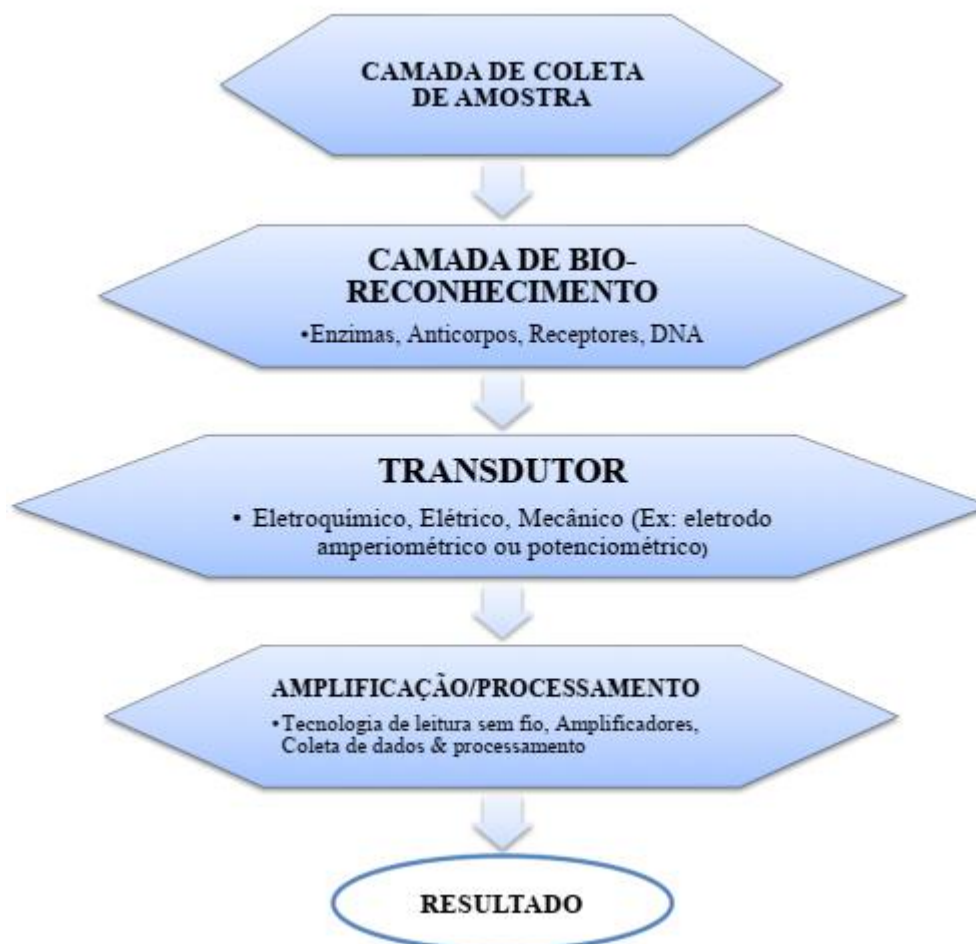 CAMADA DE COLETA
DE AMOSTRA
CAMADA DE BIO-
RECONHECIMENTO
•Enzimas, Anticorpos, Receptores, DNA
TRANSDUTOR
• Eletroquímico, Elétrico, Mecânico (Ex: eletrodo
amperiométrico ou potenciométrico)
AMPLIFICAÇÃO/PROCESSAMENTO
•Tecnologia de leitura sem fio, Amplificadores,
Coleta de dados & processamento
RESULTADO